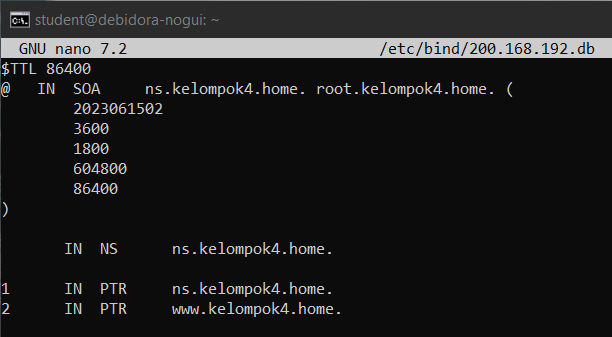 student@debidora-nogui: ~
GNU nano 7.2 /etc/bind/200.168.192.db
$TTL 86400
@ IN SOA ns.kelompok4.home. root.kelompok4.home. (
2023061502
3600
1800
604800
86400
)
IN NS ns.kelompok4.home.
1 IN PTR ns.kelompok4.home.
2 IN PTR www.kelompok4.home.